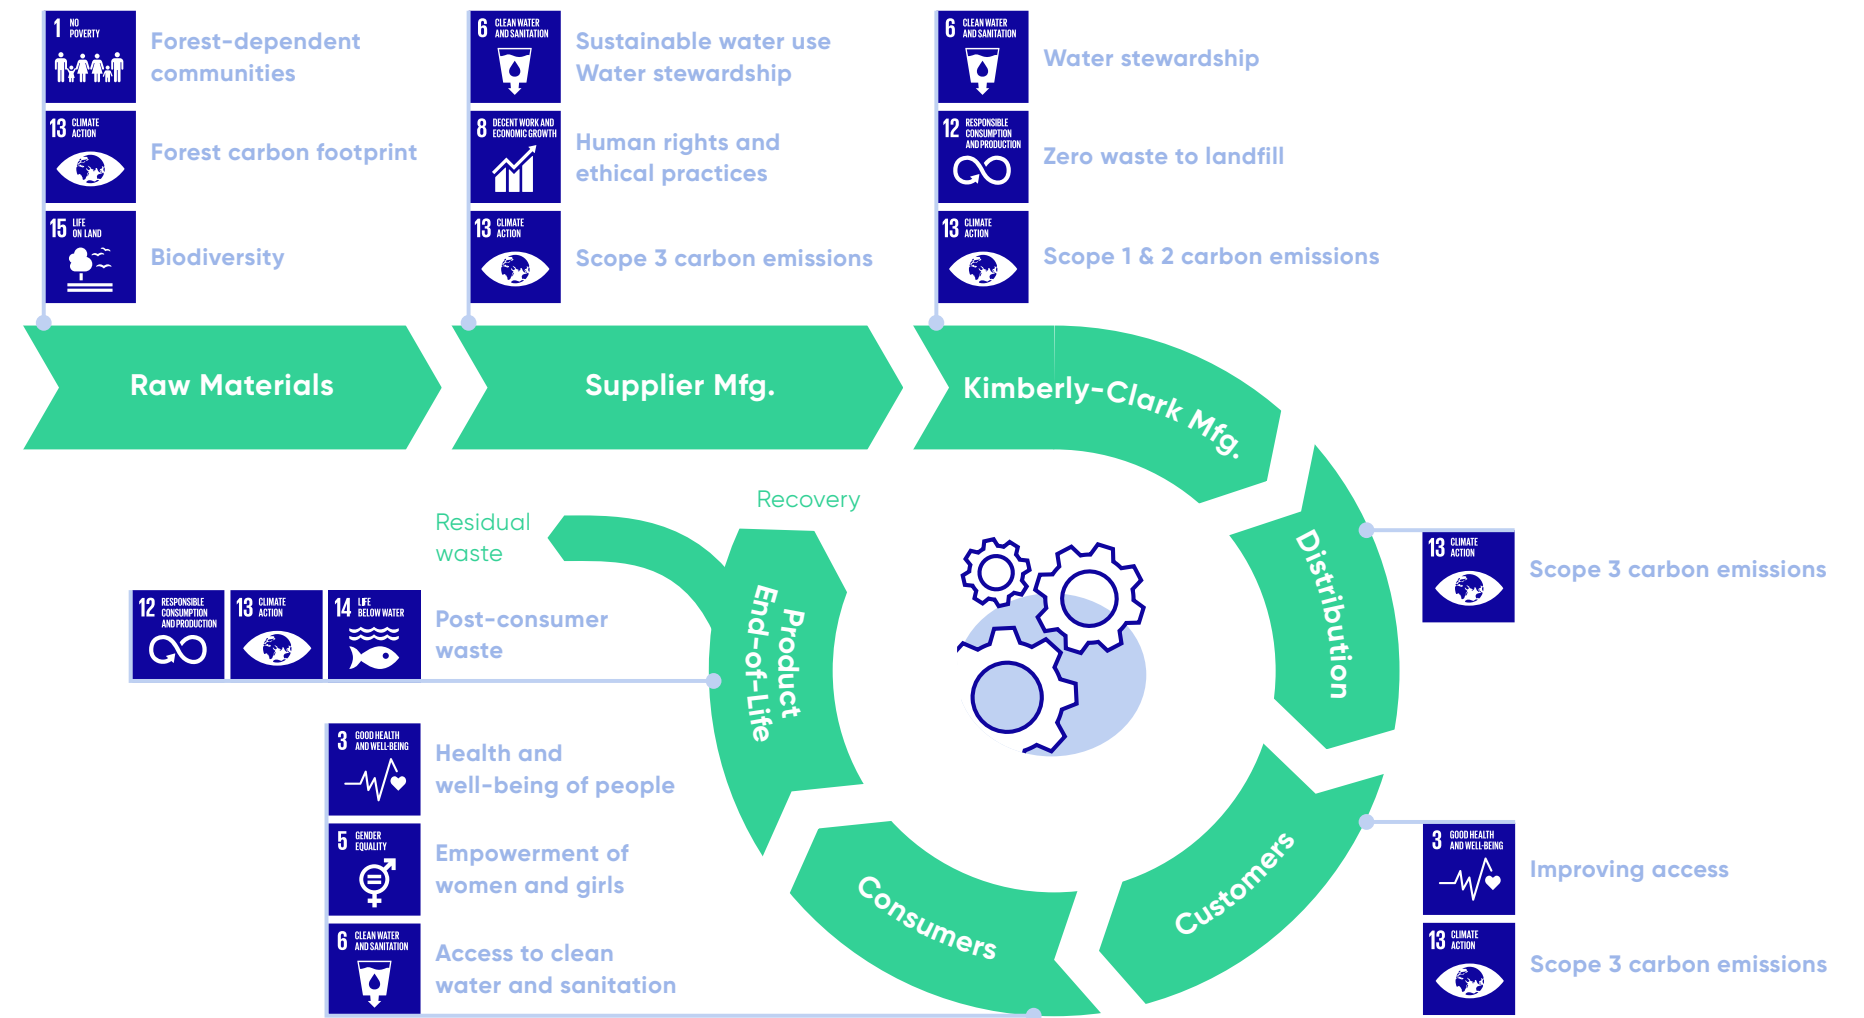 1 NO
POVERTY
Forest-dependent
communities
13 CLIMATE
ACTION
Forest carbon footprint
15 LIFE
ON LAND
Biodiversity
6 CLEAN WATER
AND SANITATION
Sustainable water use
Water stewardship
8 DECENT WORK AND
ECONOMIC GROWTH
Human rights and
ethical practices
13 CLIMATE
ACTION
Scope 3 carbon emissions
6 CLEAN WATER
AND SANITATION
Water stewardship
12 RESPONSIBLE
CONSUMPTION
AND PRODUCTION
Zero waste to landfill
13 CLIMATE
ACTION
Scope 1 & 2 carbon emissions
Raw Materials
Supplier Mfg.
Kimberly-Clark Mfg.
Distribution
13 CLIMATE
ACTION
Scope 3 carbon emissions
Customers
3 GOOD HEALTH
AND WELL-BEING
Improving access
13 CLIMATE
ACTION
Scope 3 carbon emissions
Consumers
3 GOOD HEALTH
AND WELL-BEING
Health and
well-being of people
5 GENDER
EQUALITY
Empowerment of
women and girls
6 CLEAN WATER
AND SANITATION
Access to clean
water and sanitation
Product
End-of-Life
12 RESPONSIBLE
CONSUMPTION
AND PRODUCTION
13 CLIMATE
ACTION
14 LIFE
BELOW WATER
Post-consumer
waste
Residual
waste
Recovery